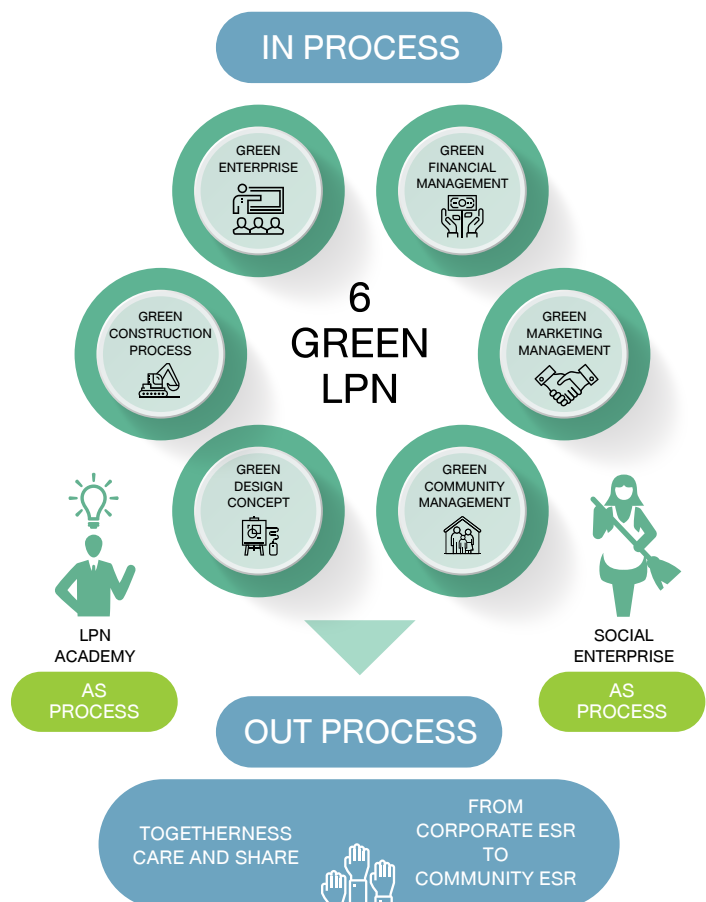 IN PROCESS
GREEN
ENTERPRISE
GREEN
FINANCIAL
MANAGEMENT
GREEN
CONSTRUCTION
PROCESS
6
GREEN
LPN
GREEN
MARKETING
MANAGEMENT
GREEN
DESIGN
CONCEPT
GREEN
COMMUNITY
MANAGEMENT
LPN
ACADEMY
AS
PROCESS
SOCIAL
ENTERPRISE
AS
PROCESS
OUT PROCESS
TOGETHERNESS
CARE AND SHARE
FROM
CORPORATE ESR
TO
COMMUNITY ESR